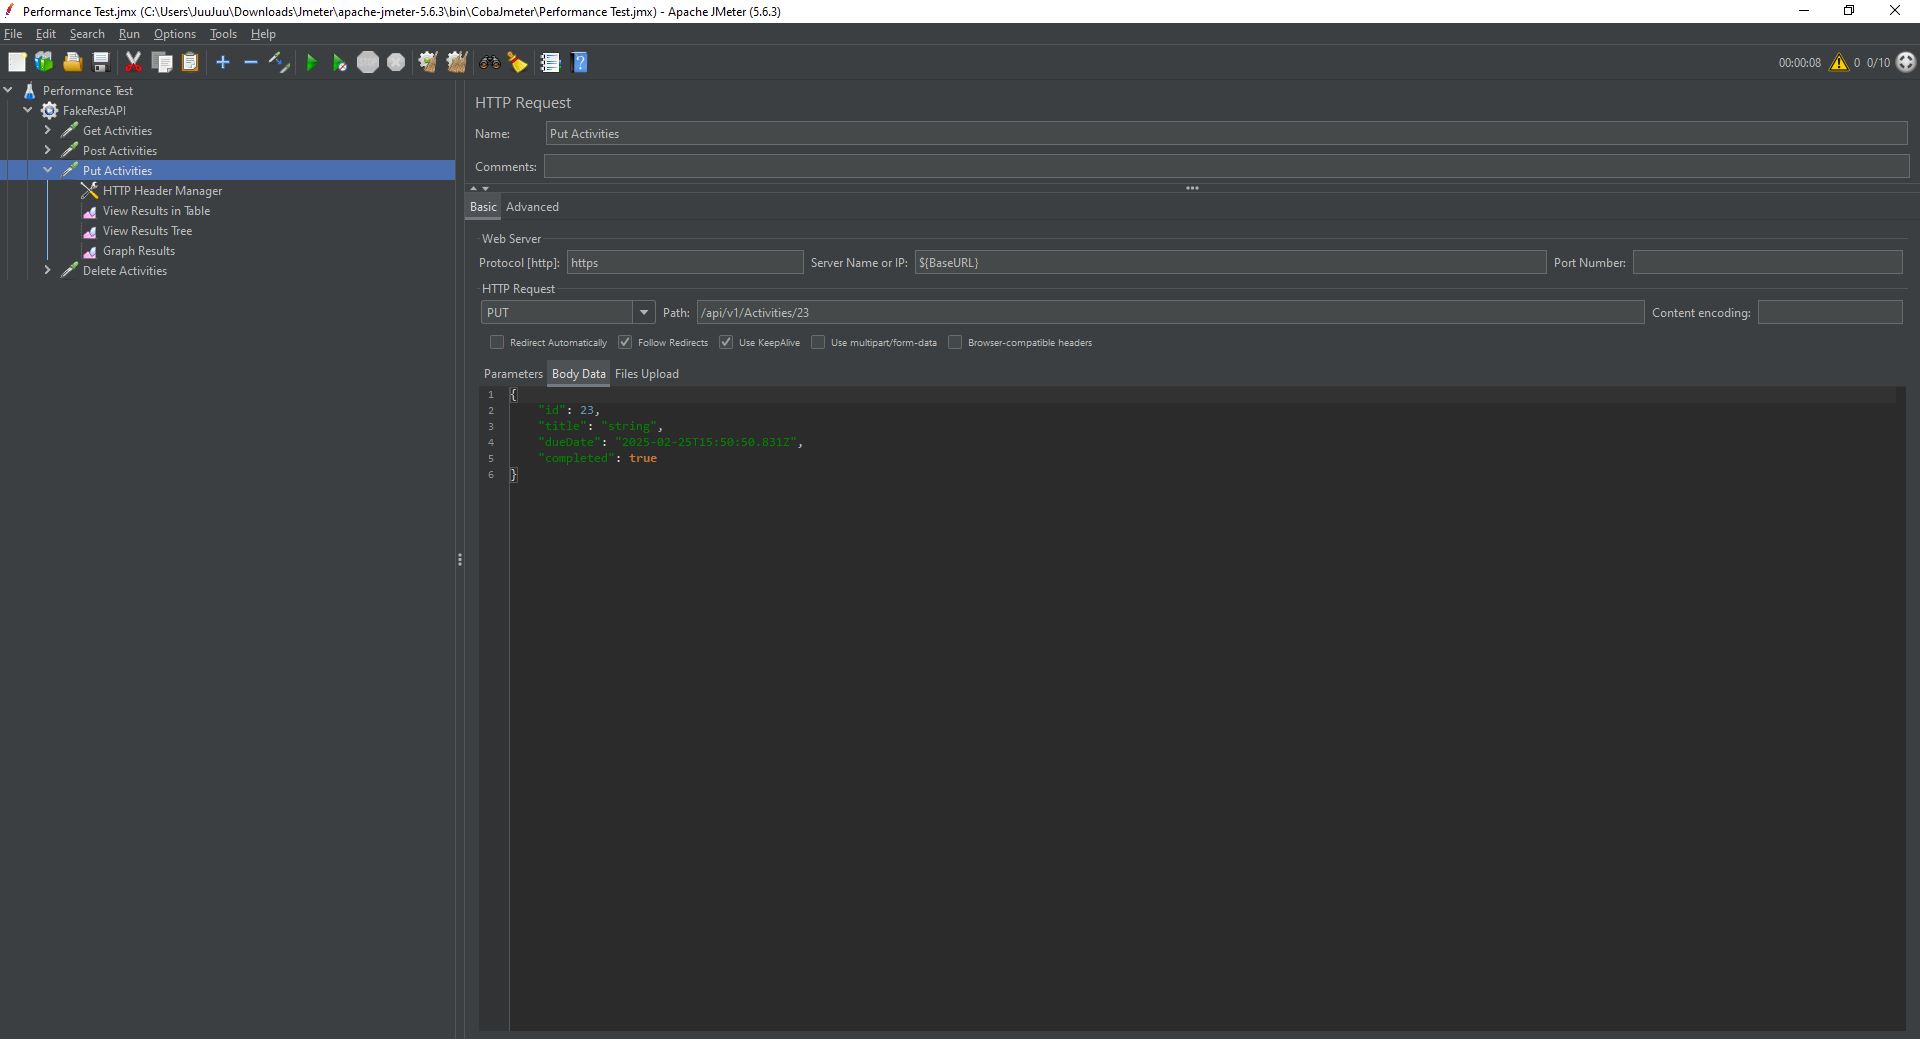 Performance Test.jmx (C:\Users\JuuJuu\Downloads\Jmeter\apache-jmeter-5.6.3\bin\CobaJmeter\Performance Test.jmx) - Apache JMeter (5.6.3)
File Edit Search Run Options Tools Help
STOP
00:00:08 0 0/10
Performance Test
FakeRestAPI
Get Activities
Post Activities
Put Activities
HTTP Header Manager
View Results in Table
View Results Tree
Graph Results
Delete Activities
HTTP Request
Name: Put Activities
Comments:
Basic Advanced
Web Server
Protocol [http]: https Server Name or IP: ${BaseURL} Port Number:
HTTP Request
PUT Path: /api/v1/Activities/23 Content encoding:
Redirect Automatically Follow Redirects Use KeepAlive Use multipart/form-data Browser-compatible headers
Parameters Body Data Files Upload
1 {
2 "id": 23,
3 "title": "string",
4 "dueDate": "2025-02-25T15:50:50.831Z",
5 "completed": true
6 }